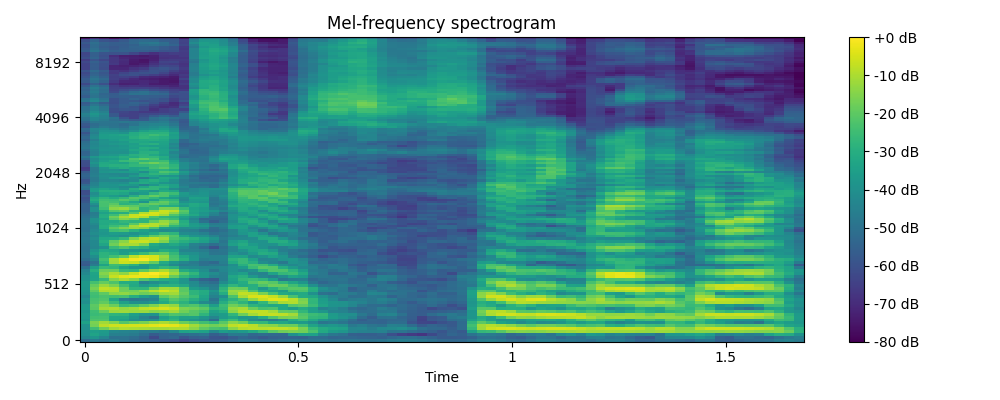 Mel-frequency spectrogram
Hz
8192
4096
2048
1024
512
0
0 0.5 1 1.5
Time
+0 dB
-10 dB
-20 dB
-30 dB
-40 dB
-50 dB
-60 dB
-70 dB
-80 dB